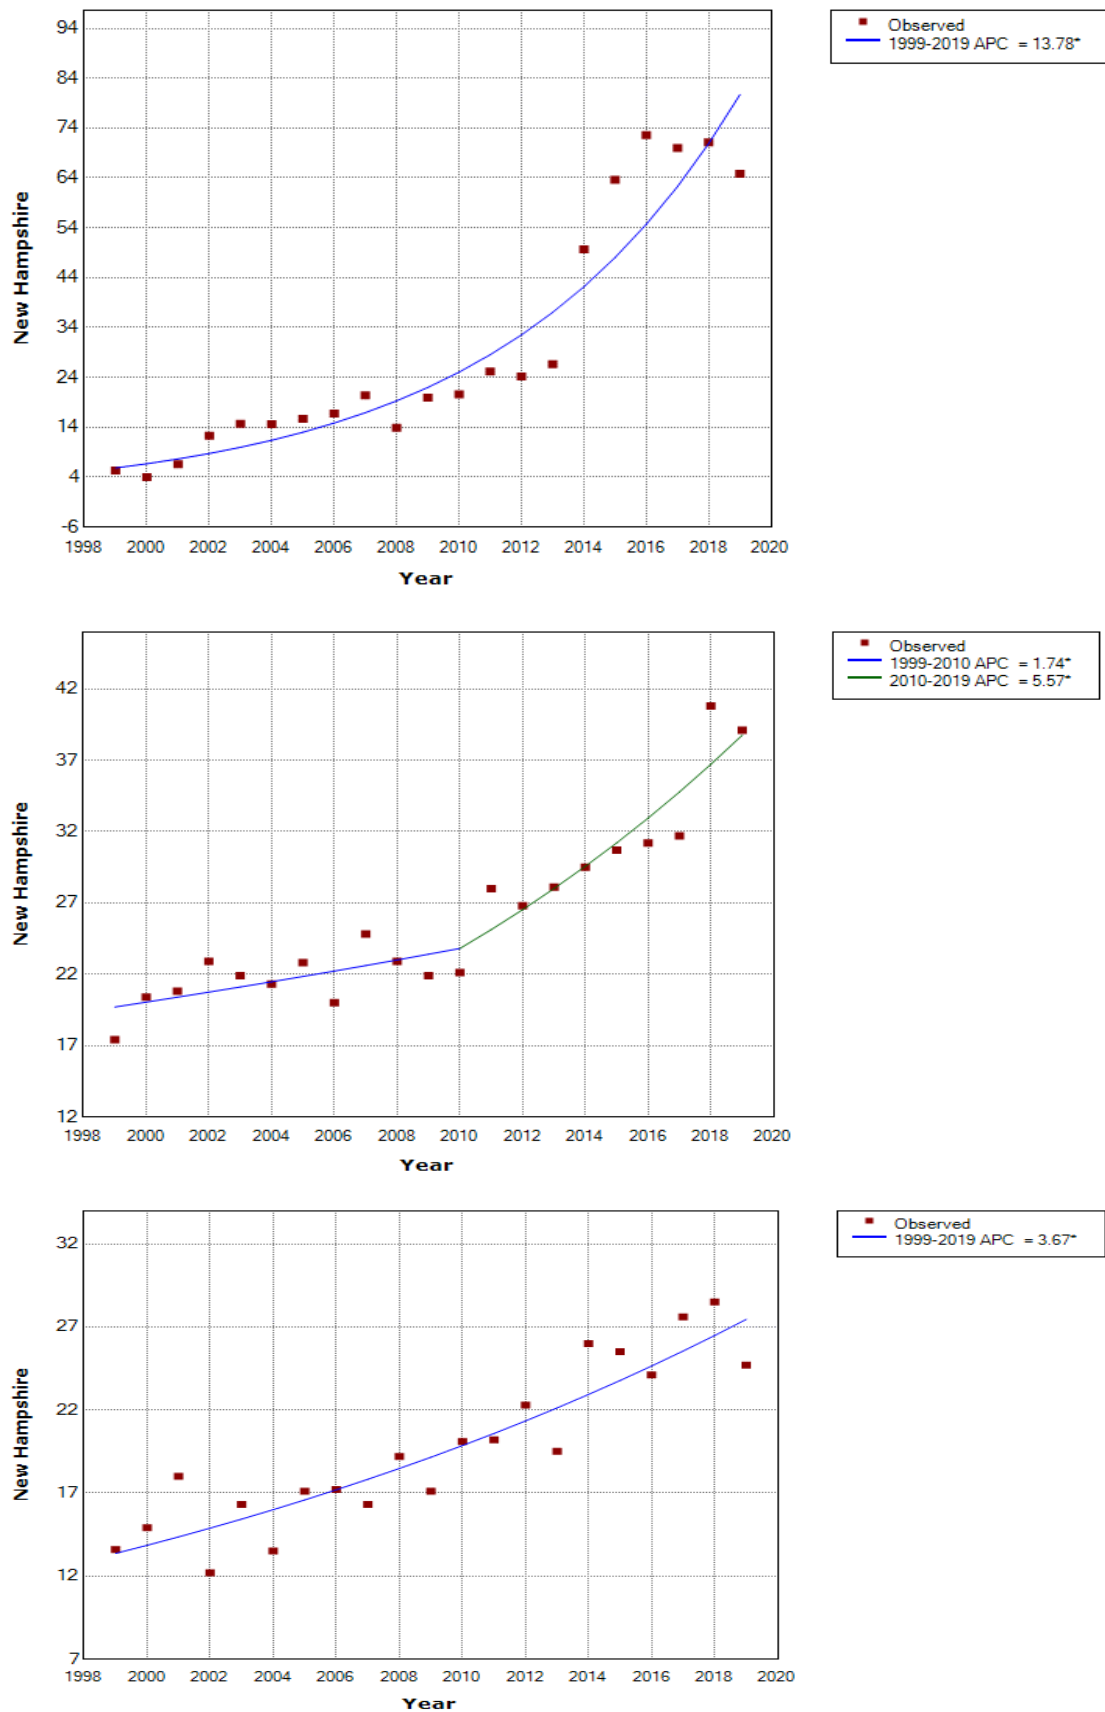 94
84
74
64
54
44
34
24
14
4
-6
New Hampshire
1998 2000 2002 2004 2006 2008 2010 2012 2014 2016 2018 2020
Year
Observed
1999-2019 APC = 13.78*
42
37
32
27
22
17
12
New Hampshire
1998 2000 2002 2004 2006 2008 2010 2012 2014 2016 2018 2020
Year
Observed
1999-2010 APC = 1.74*
2010-2019 APC = 5.57*
32
27
22
17
12
7
New Hampshire
1998 2000 2002 2004 2006 2008 2010 2012 2014 2016 2018 2020
Year
Observed
1999-2019 APC = 3.67*